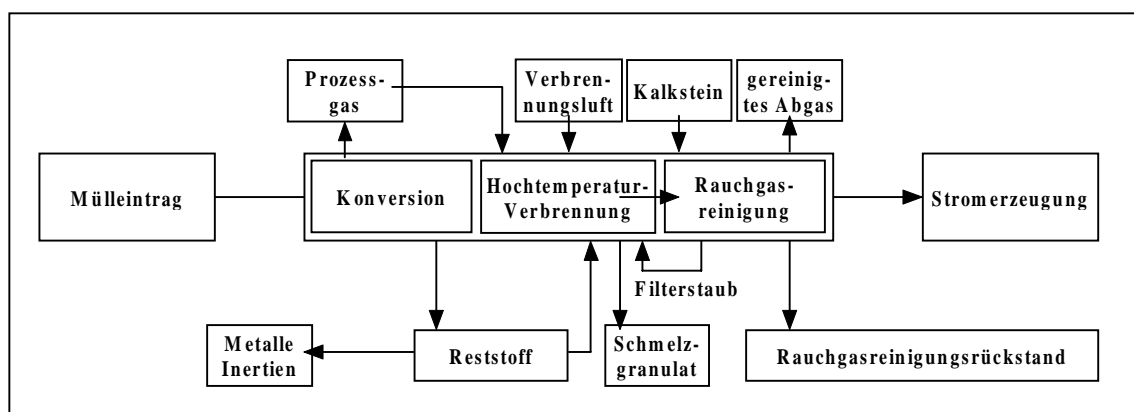 Prozess-
gas
Verbren-
nungsluft
Kalkstein
gereinig-
tes Abgas
Mülleintrag
Konversion
Hochtemperatur-
Verbrennung
Rauchgas-
reinigung
Stromerzeugung
Filterstaub
Metalle
Inertien
Reststoff
Schmelz-
granulat
Rauchgasreinigungsrückstand